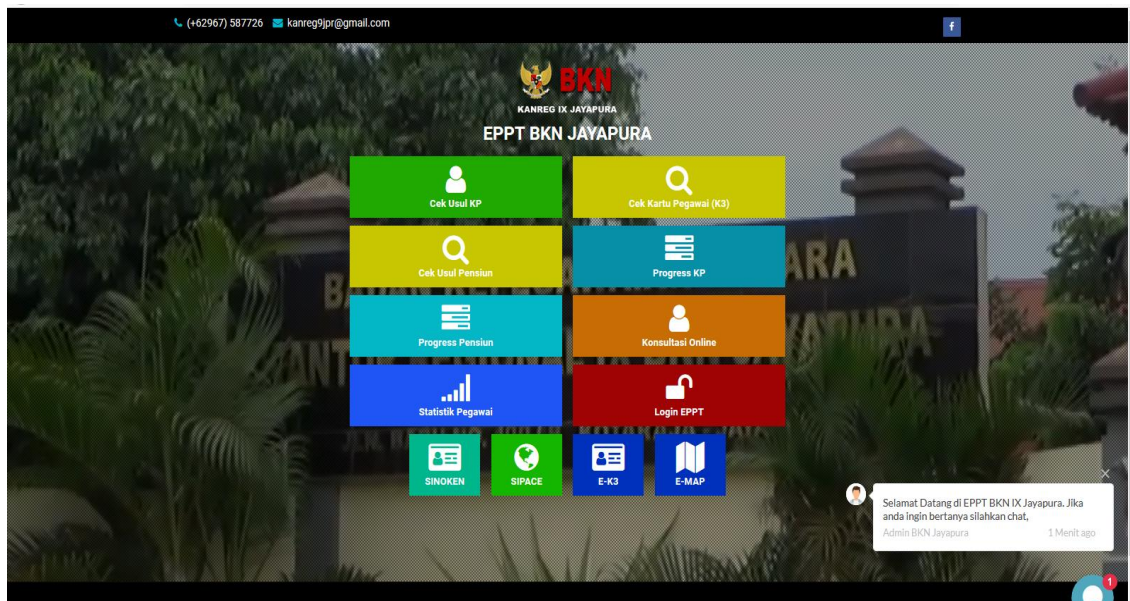 (+62967) 587726 kanreg9jpr@gmail.com
f
BKN
KANREG IX JAYAPURA
EPPT BKN JAYAPURA
Cek Usul KP
Cek Kartu Pegawai (K3)
Cek Usul Pensiun
Progress KP
Progress Pensiun
Konsultasi Online
Statistik Pegawai
Login EPPT
SINOKEN
SIPACE
E-K3
E-MAP
Selamat Datang di EPPT BKN IX Jayapura. Jika
anda ingin bertanya silahkan chat,
Admin BKN Jayapura 1 Menit ago
1